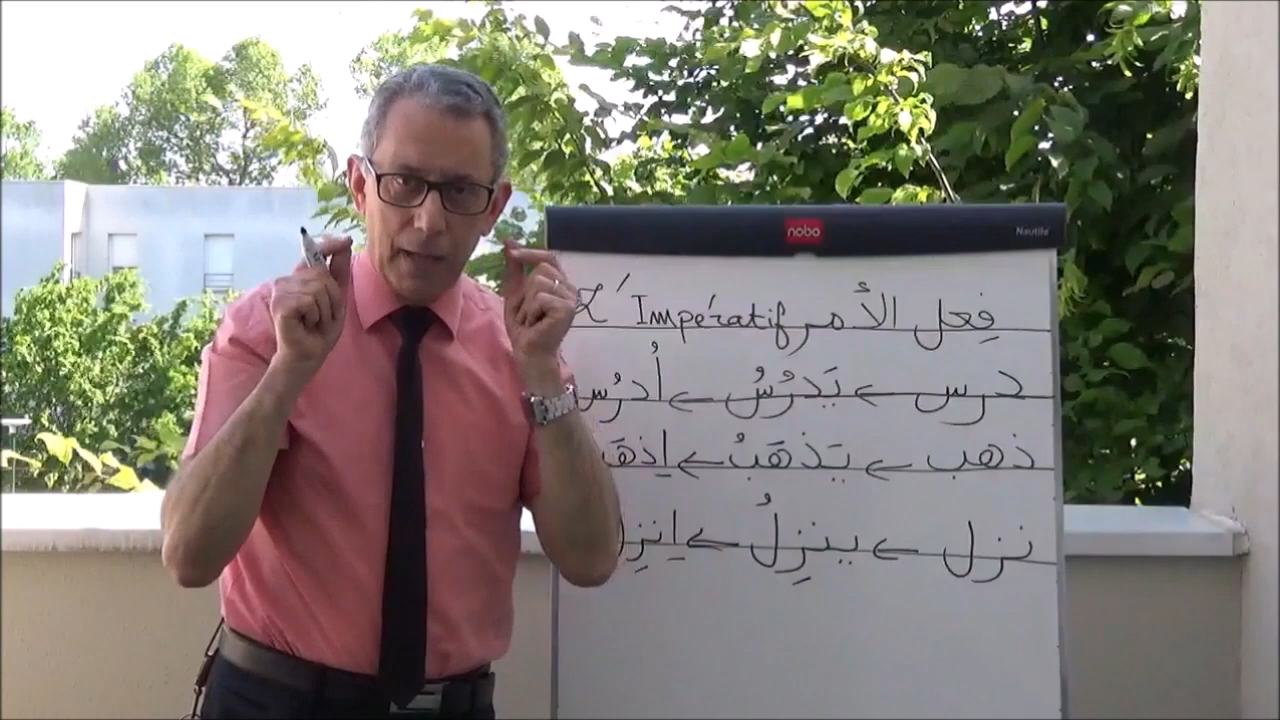 nobo
Nautile
L'Impératif فِعل الأمر
درس ← يَدرُسُ ← اُدرُس
ذهب ← يَذهَبُ ← اِذهَب
نزل ← ينزِلُ ← اِنزِل